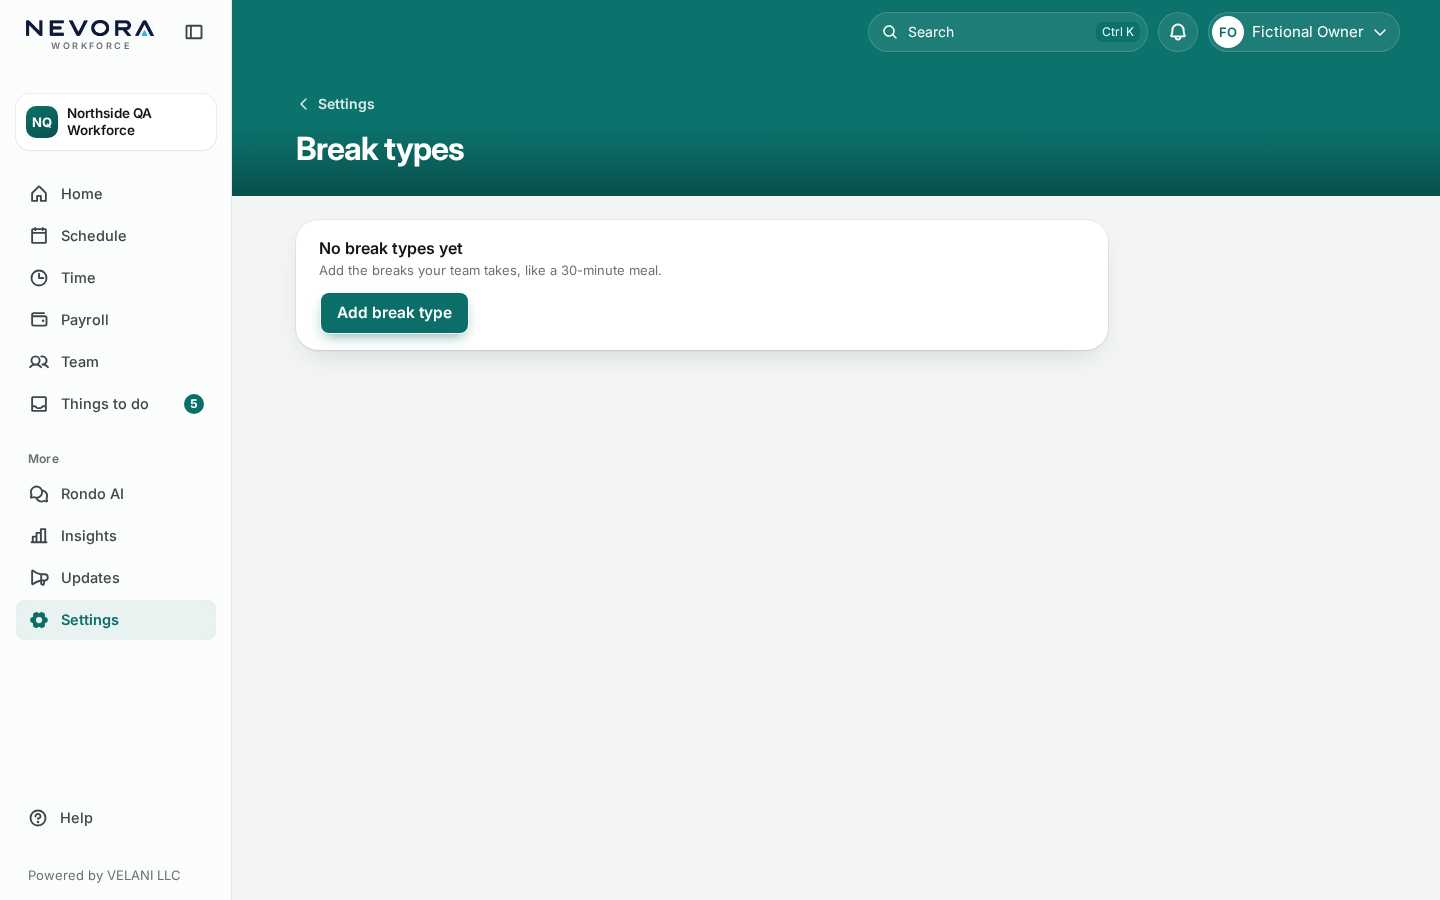 NEVORA
WORKFORCE
Search
Ctrl K
FO
Fictional Owner
NQ
Northside QA
Workforce
Home
Schedule
Time
Payroll
Team
Things to do
5
More
Rondo AI
Insights
Updates
Settings
Help
Powered by VELANI LLC
Settings
Break types
No break types yet
Add the breaks your team takes, like a 30-minute meal.
Add break type